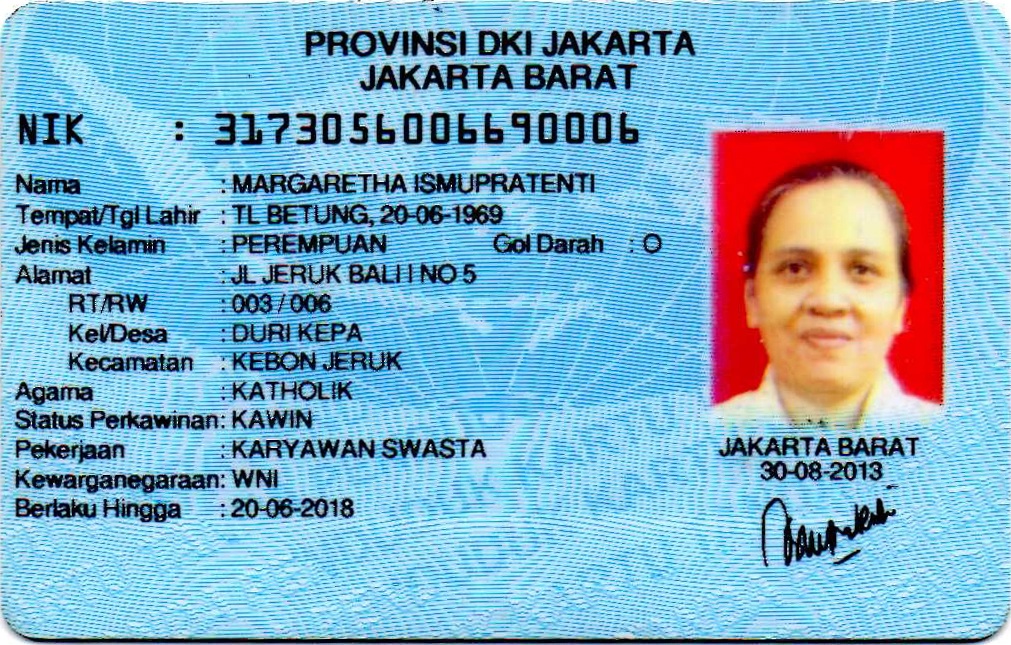 PROVINSI DKI JAKARTA
JAKARTA BARAT
NIK : 3173056006690006
Nama : MARGARETHA ISMUPRATENTI
Tempat/Tgl Lahir : TL BETUNG, 20-06-1969
Jenis Kelamin : PEREMPUAN Gol Darah : O
Alamat : JL JERUK BALI I NO 5
RT/RW : 003 / 006
Kel/Desa : DURI KEPA
Kecamatan : KEBON JERUK
Agama : KATHOLIK
Status Perkawinan: KAWIN
Pekerjaan : KARYAWAN SWASTA
Kewarganegaraan: WNI
Berlaku Hingga : 20-06-2018
JAKARTA BARAT
30-08-2013